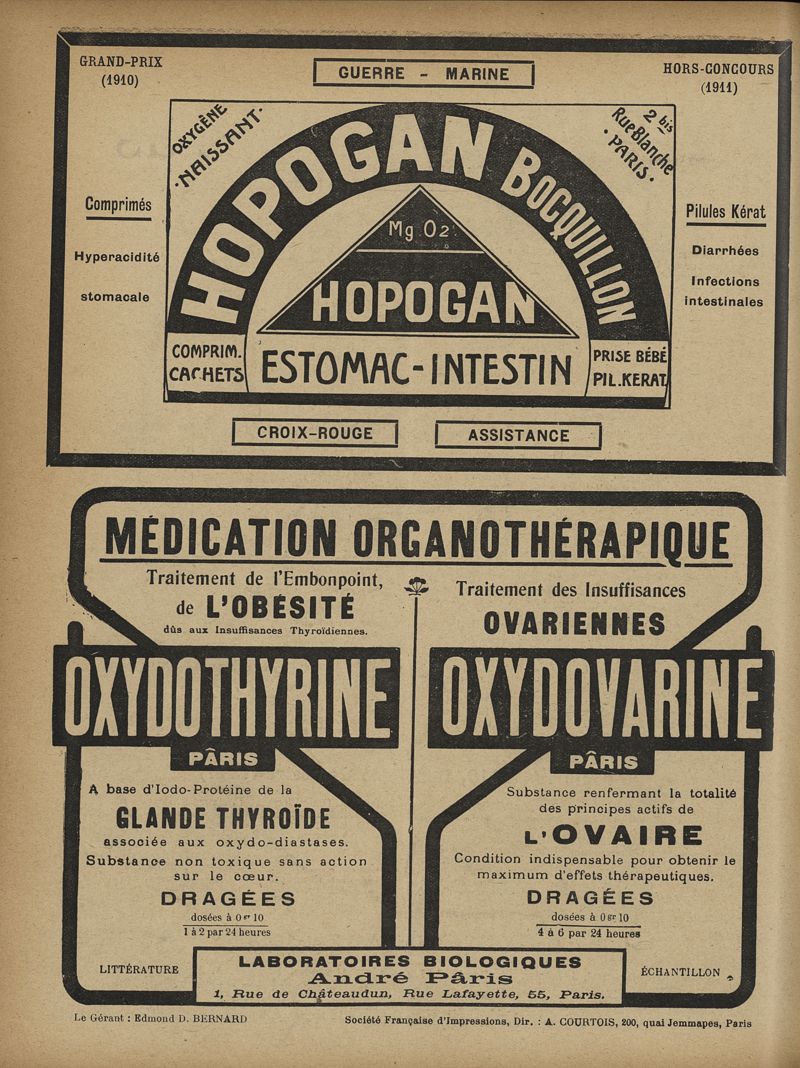 GRAND-PRIX
(1910)
GUERRE - MARINE
HORS-CONCOURS
(1911)
OXYGÈNE
·NAISSANT·
2 bis
Rue Blanche
·PARIS·
HOPOGAN BOCQUILLON
Mg O2
HOPOGAN
COMPRIM.
CACHETS
ESTOMAC-INTESTIN
PRISE BÉBÉ
PIL.KERAT
Comprimés
Hyperacidité
stomacale
Pilules Kérat
Diarrhées
Infections
intestinales
CROIX-ROUGE
ASSISTANCE
MÉDICATION ORGANOTHÉRAPIQUE
Traitement de l'Embonpoint,
de L'OBÉSITÉ
dûs aux Insuffisances Thyroïdiennes.
OXYDOTHYRINE
PÂRIS
A base d'Iodo-Protéine de la
GLANDE THYROÏDE
associée aux oxydo-diastases.
Substance non toxique sans action
sur le cœur.
DRAGÉES
dosées à 0 gr 10
1 à 2 par 24 heures
Traitement des Insuffisances
OVARIENNES
OXYDOVARINE
PÂRIS
Substance renfermant la totalité
des principes actifs de
L'OVAIRE
Condition indispensable pour obtenir le
maximum d'effets thérapeutiques.
DRAGÉES
dosées à 0 gr 10
4 à 6 par 24 heures
LITTÉRATURE
LABORATOIRES BIOLOGIQUES
André Pâris
1, Rue de Châteaudun, Rue Lafayette, 55, Paris.
ÉCHANTILLON
Le Gérant : Edmond D. BERNARD
Société Française d'Impressions, Dir. : A. COURTOIS, 200, quai Jemmapes, Paris